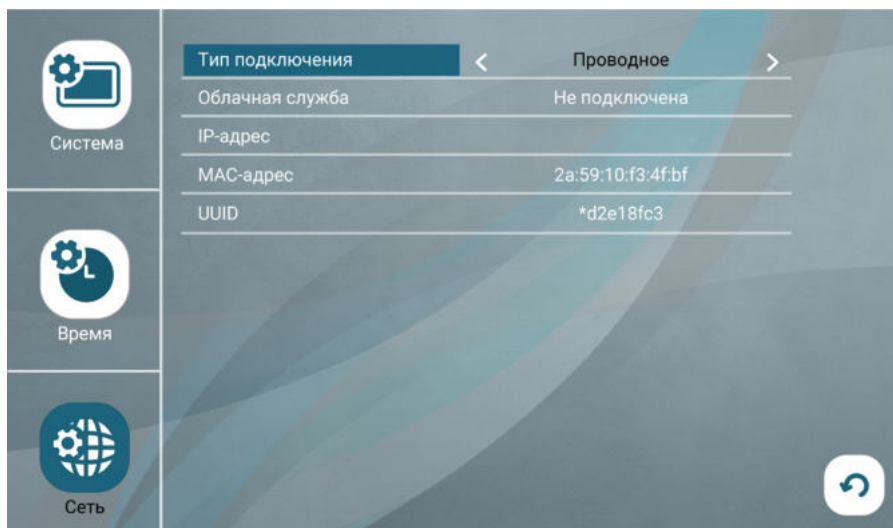 Система
Время
Сеть
Тип подключения < Проводное >
Облачная служба Не подключена
IP-адрес
MAC-адрес 2a:59:10:f3:4f:bf
UUID *d2e18fc3